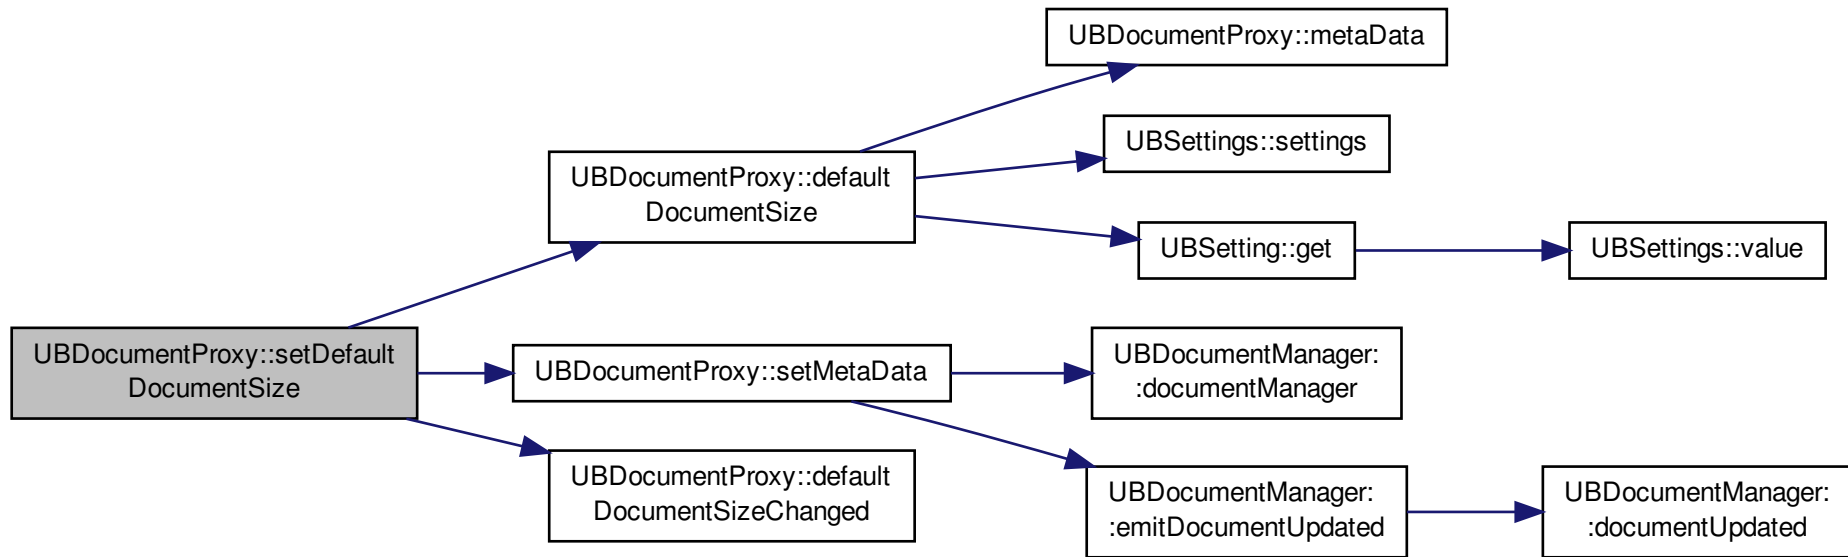 UBDocumentProxy::metaData
UBSettings::settings
UBDocumentProxy::default
DocumentSize
UBSetting::get
UBSettings::value
UBDocumentProxy::setDefault
DocumentSize
UBDocumentProxy::setMetaData
UBDocumentManager:
:documentManager
UBDocumentProxy::default
DocumentSizeChanged
UBDocumentManager:
:emitDocumentUpdated
UBDocumentManager:
:documentUpdated